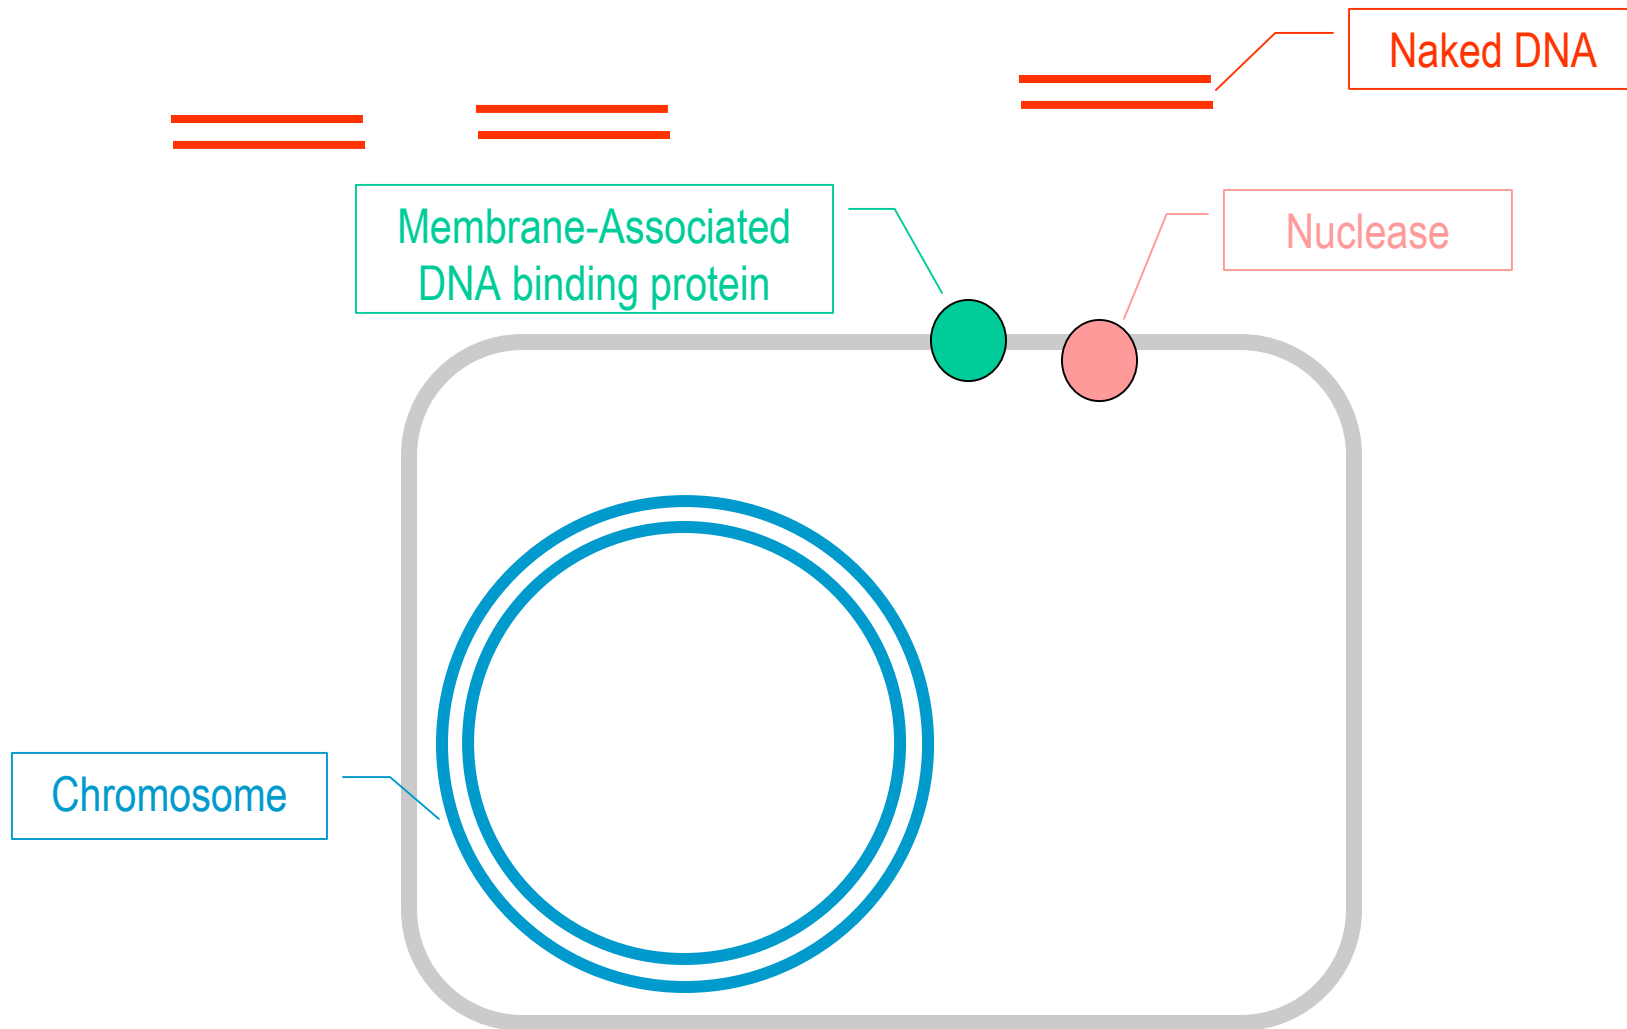 Naked DNA
Membrane-Associated
DNA binding protein
Nuclease
Chromosome